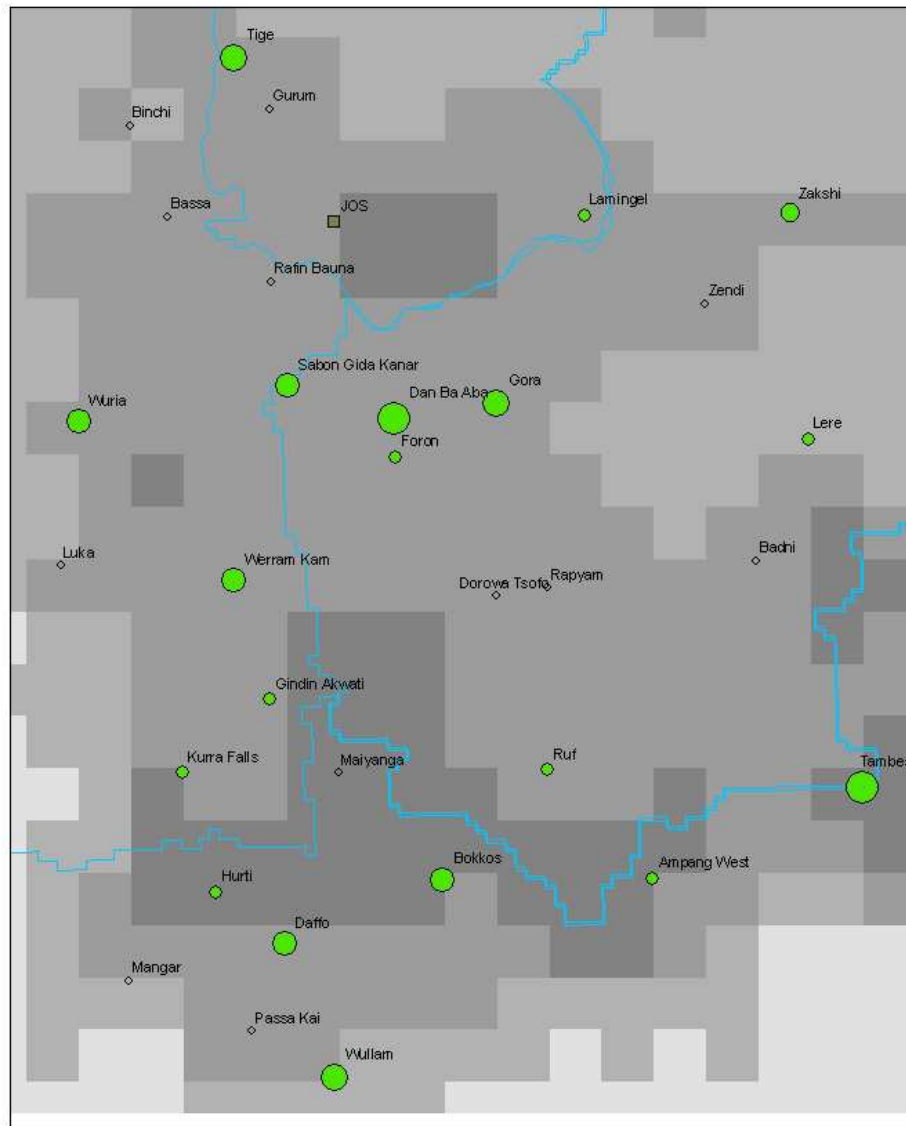 Tige
Gurum
Binchi
Bassa
JOS
Lamingel
Zakshi
Rafin Bauna
Zendi
Sabon Gida Kanar
Dan Ba Aba
Gora
Wuria
Foron
Lere
Luka
Werram Kam
Badni
Dorowa Tsofo
Rapyam
Gindin Akwati
Kurra Falls
Maiyanga
Ruf
Tambes
Bokkos
Ampang West
Hurti
Daffo
Mangar
Passa Kai
Wullam